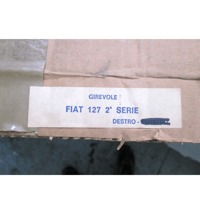 GIREVOLE
FIAT 127 2° SERIE
DESTRO -